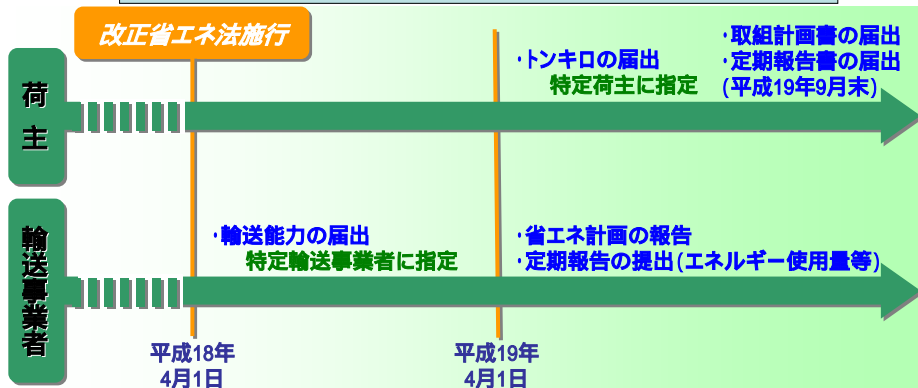 改正省エネ法施行
荷主
・トンキロの届出
特定荷主に指定
・取組計画書の届出
・定期報告書の届出
(平成19年9月末)
輸送事業者
・輸送能力の届出
特定輸送事業者に指定
・省エネ計画の報告
・定期報告の提出(エネルギー使用量等)
平成18年
4月1日
平成19年
4月1日